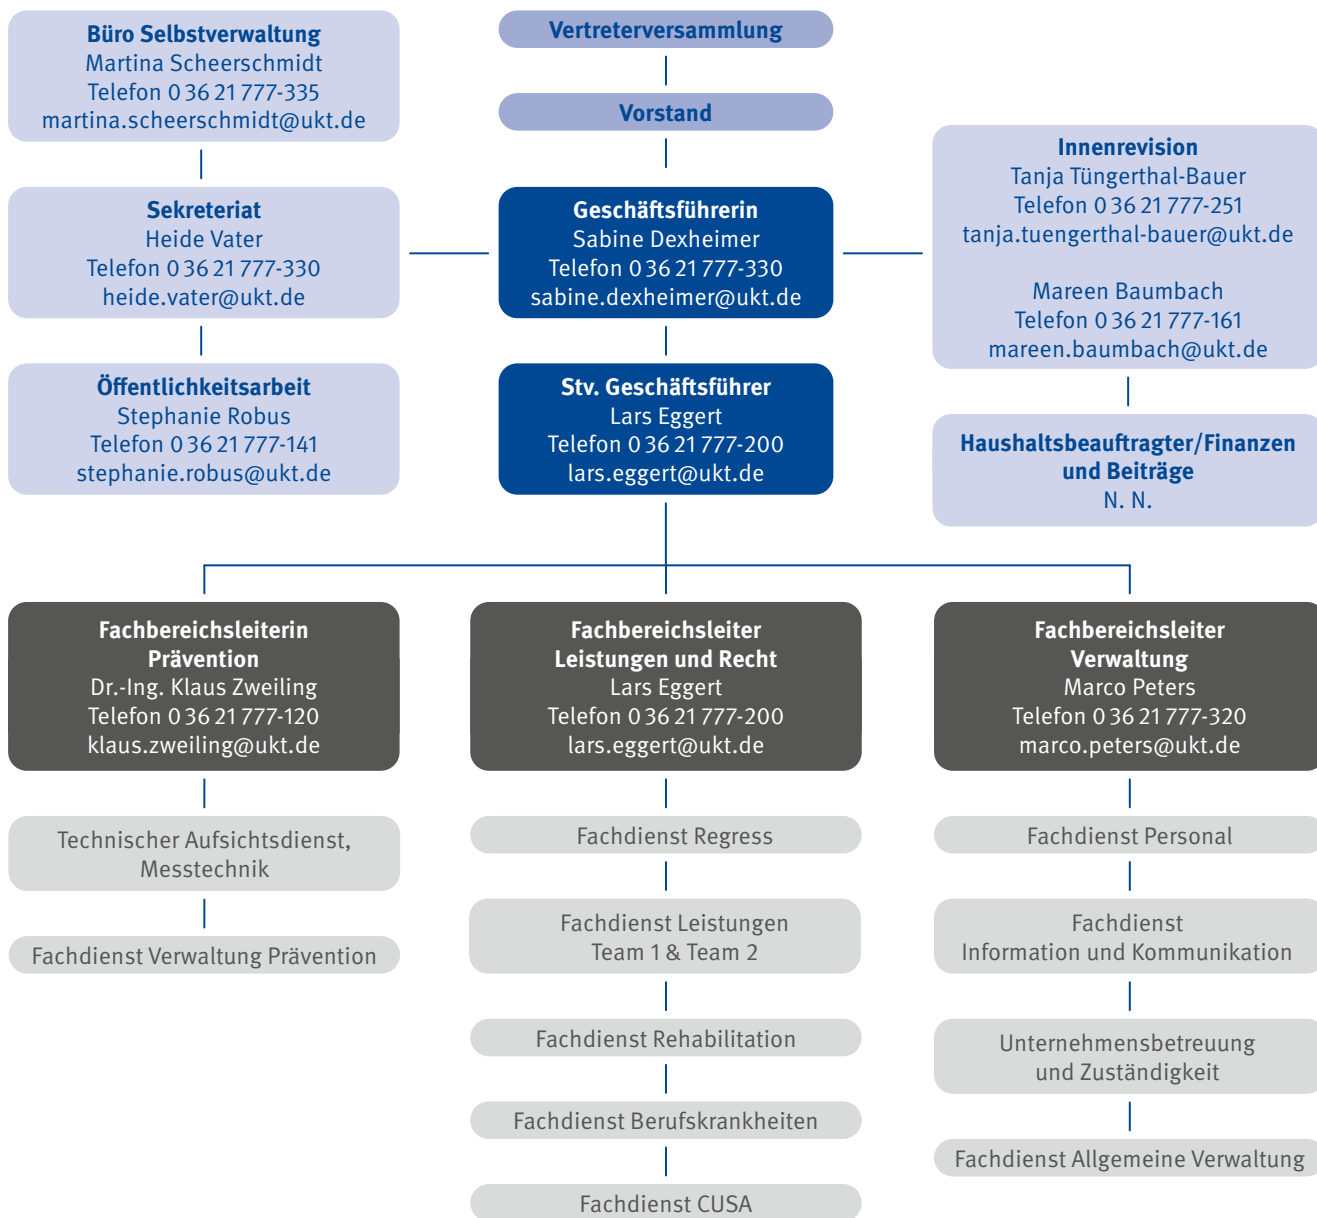 Büro Selbstverwaltung
Martina Scheerschmidt
Telefon 0 36 21 777-335
martina.scheerschmidt@ukt.de
Vertreterversammlung
Vorstand
Sekreteriat
Heide Vater
Telefon 0 36 21 777-330
heide.vater@ukt.de
Geschäftsführerin
Sabine Dexheimer
Telefon 0 36 21 777-330
sabine.dexheimer@ukt.de
Innenrevision
Tanja Tüngerthal-Bauer
Telefon 0 36 21 777-251
tanja.tuengerthal-bauer@ukt.de
Mareen Baumbach
Telefon 0 36 21 777-161
mareen.baumbach@ukt.de
Öffentlichkeitsarbeit
Stephanie Robus
Telefon 0 36 21 777-141
stephanie.robus@ukt.de
Stv. Geschäftsführer
Lars Eggert
Telefon 0 36 21 777-200
lars.eggert@ukt.de
Haushaltsbeauftragter/Finanzen
und Beiträge
N. N.
Fachbereichsleiterin
Prävention
Dr.-Ing. Klaus Zweiling
Telefon 0 36 21 777-120
klaus.zweiling@ukt.de
Technischer Aufsichtsdienst,
Messtechnik
Fachdienst Verwaltung Prävention
Fachbereichsleiter
Leistungen und Recht
Lars Eggert
Telefon 0 36 21 777-200
lars.eggert@ukt.de
Fachdienst Regress
Fachdienst Leistungen
Team 1 & Team 2
Fachdienst Rehabilitation
Fachdienst Berufskrankheiten
Fachdienst CUSA
Fachbereichsleiter
Verwaltung
Marco Peters
Telefon 0 36 21 777-320
marco.peters@ukt.de
Fachdienst Personal
Fachdienst
Information und Kommunikation
Unternehmensbetreuung
und Zuständigkeit
Fachdienst Allgemeine Verwaltung